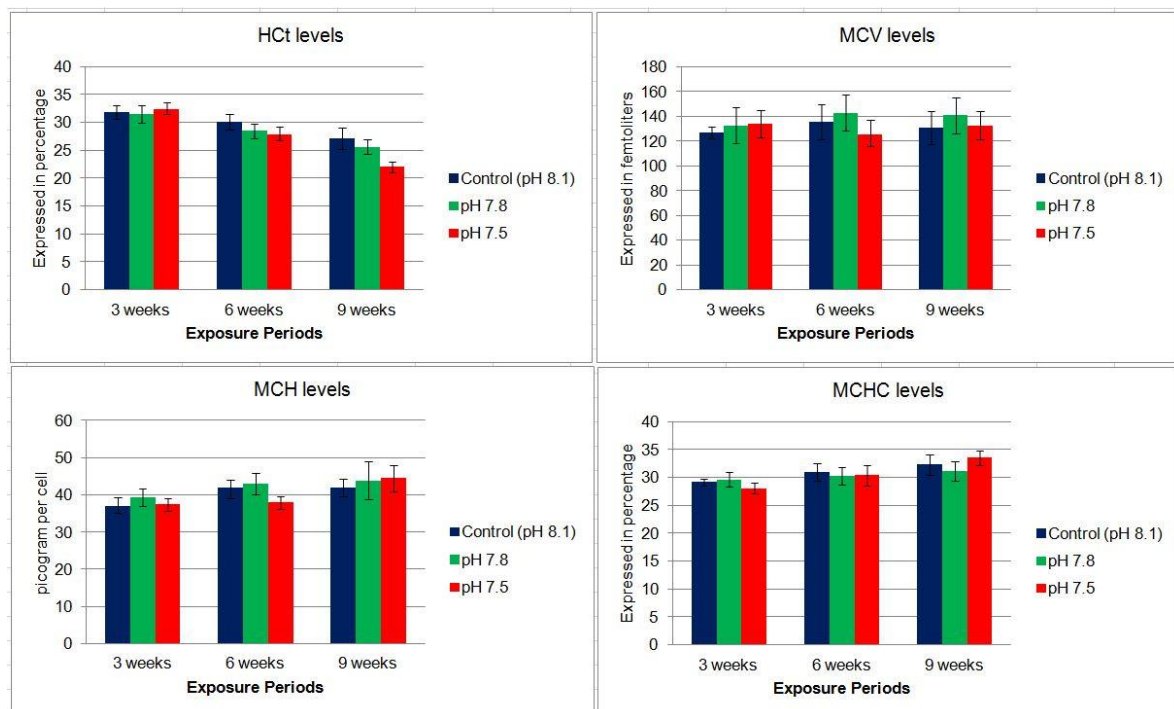 HCt levels
Expressed in percentage
40
35
30
25
20
15
10
5
0
3 weeks 6 weeks 9 weeks
Exposure Periods
Control (pH 8.1)
pH 7.8
pH 7.5
MCV levels
Expressed in femtoliters
180
160
140
120
100
80
60
40
20
0
3 weeks 6 weeks 9 weeks
Exposure Periods
Control (pH 8.1)
pH 7.8
pH 7.5
MCH levels
picogram per cell
60
50
40
30
20
10
0
3 weeks 6 weeks 9 weeks
Exposure Periods
Control (pH 8.1)
pH 7.8
pH 7.5
MCHC levels
Expressed in percentage
40
35
30
25
20
15
10
5
0
3 weeks 6 weeks 9 weeks
Exposure Periods
Control (pH 8.1)
pH 7.8
pH 7.5